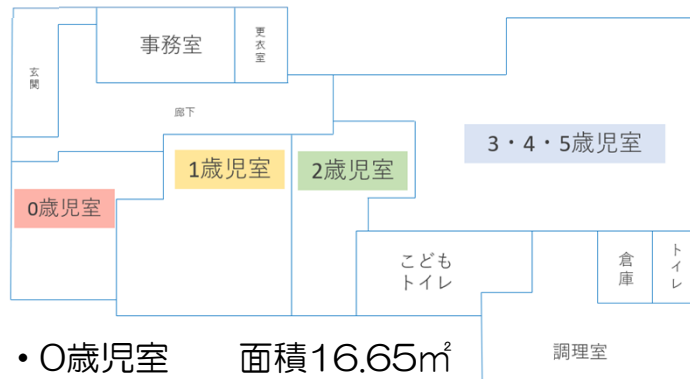 事務室
更衣室
玄関
廊下
3・4・5歳児室
1歳児室
2歳児室
0歳児室
こども
トイレ
倉庫
トイレ
調理室
・0歳児室 面積16.65㎡